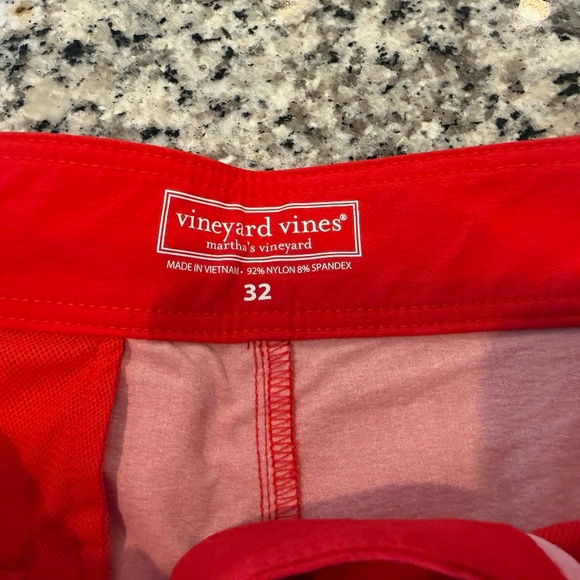 vineyard vines®
martha's vineyard
MADE IN VIETNAM • 92% NYLON 8% SPANDEX
32